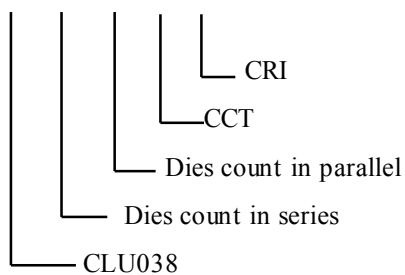 CRI
CCT
Dies count in parallel
Dies count in series
CLU038